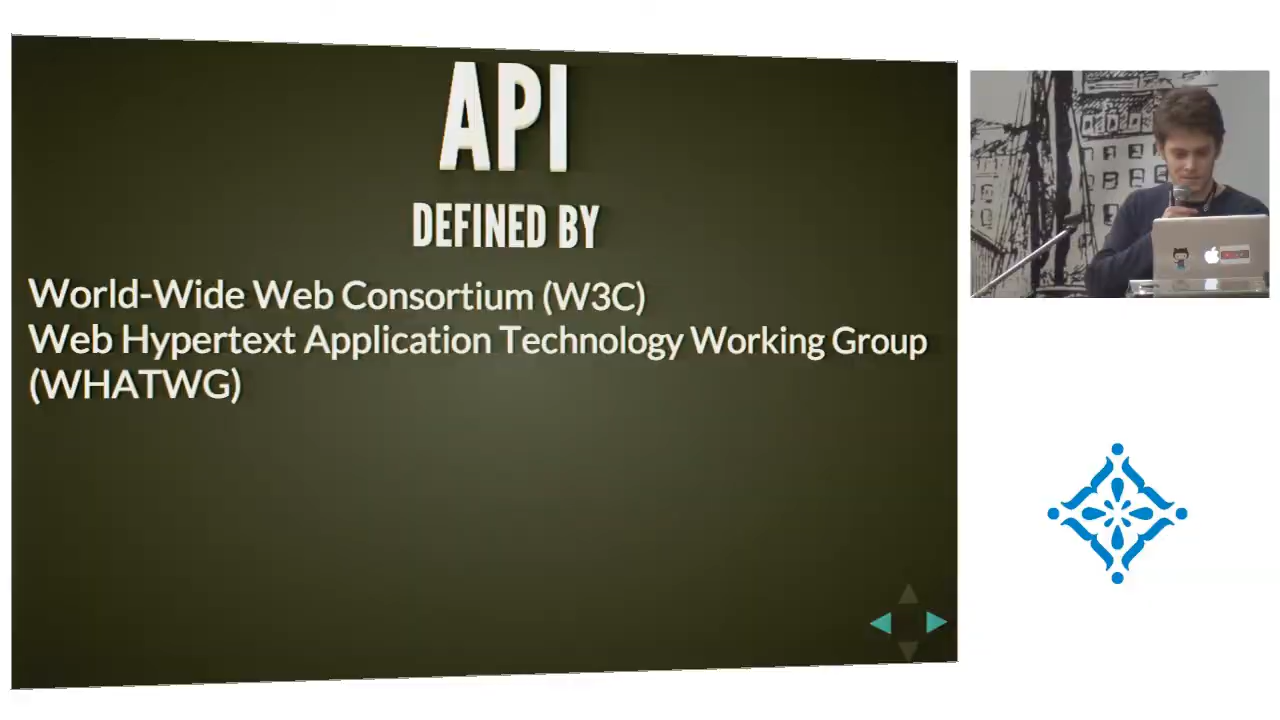 API
DEFINED BY
World-Wide Web Consortium (W3C)
Web Hypertext Application Technology Working Group
(WHATWG)